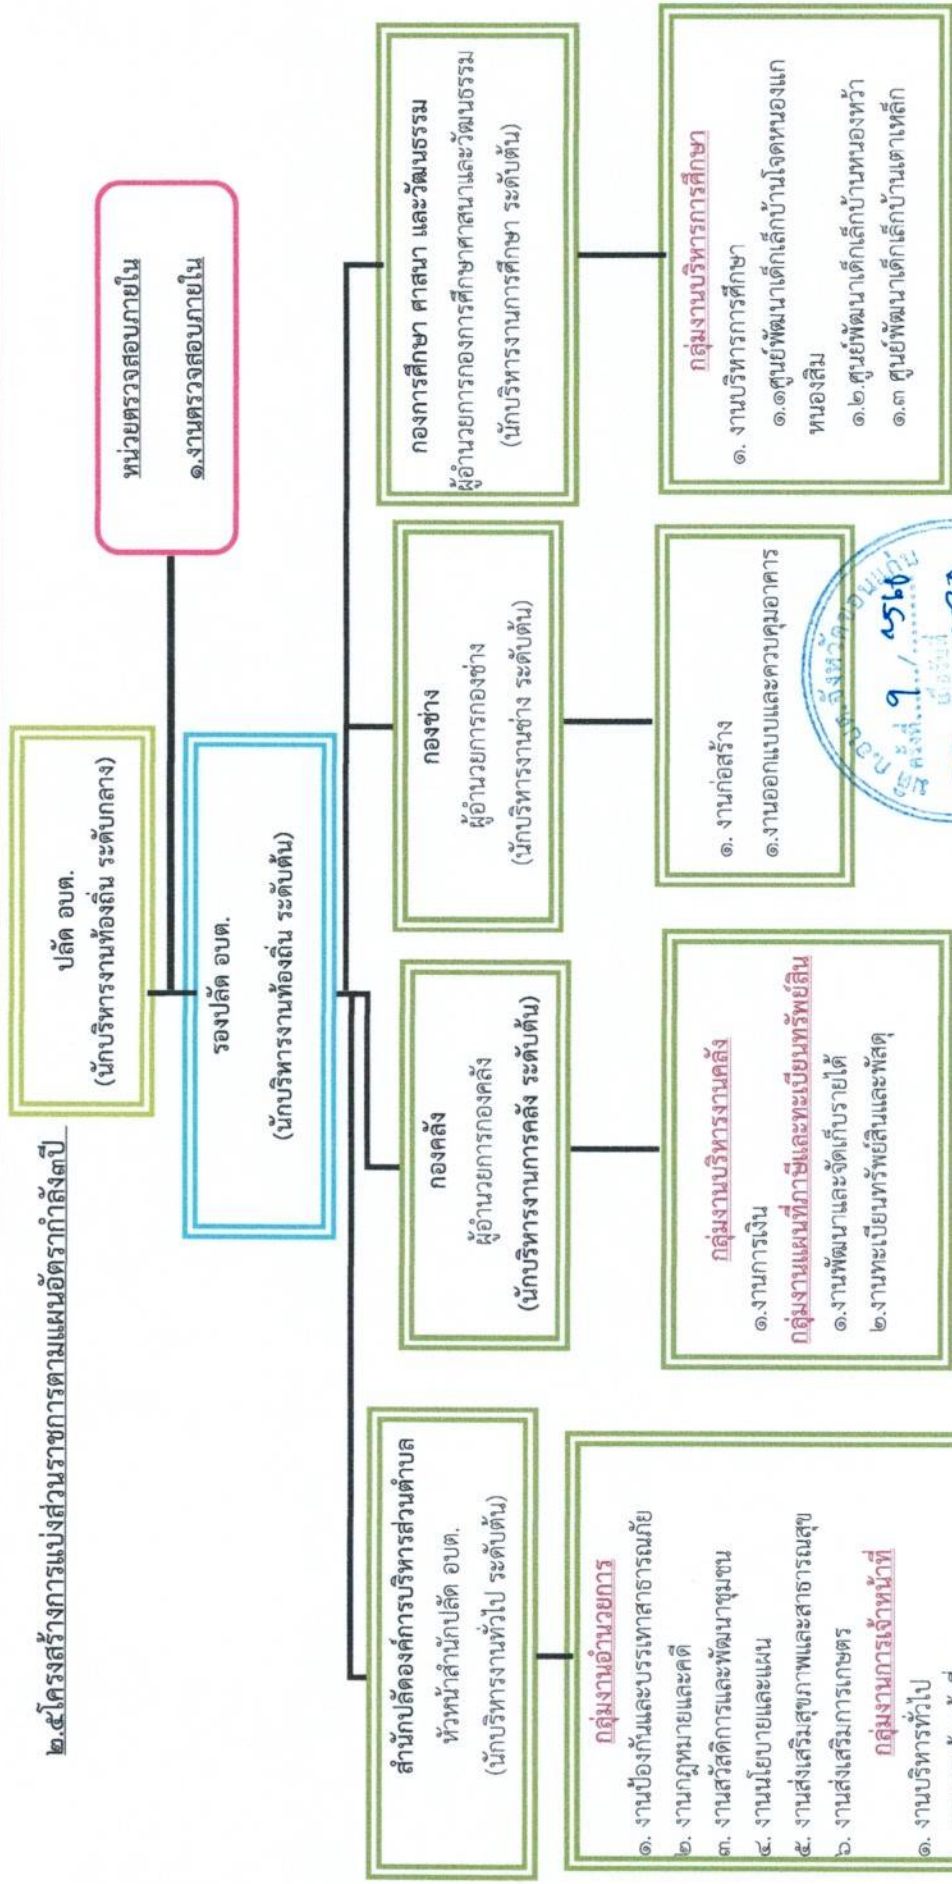 ๒.๕โครงสร้างการแบ่งส่วนราชการตามแผนอัตรากำลัง๓ปี
ปลัด อบต.
(นักบริหารงานท้องถิ่น ระดับกลาง)
หน่วยตรวจสอบภายใน
๑.งานตรวจสอบภายใน
รองปลัด อบต.
(นักบริหารงานท้องถิ่น ระดับต้น)
สำนักปลัดองค์การบริหารส่วนตำบล
หัวหน้าสำนักปลัด อบต.
(นักบริหารงานทั่วไป ระดับต้น)
กองคลัง
ผู้อำนวยการกองคลัง
(นักบริหารงานการคลัง ระดับต้น)
กองช่าง
ผู้อำนวยการกองช่าง
(นักบริหารงานช่าง ระดับต้น)
กองการศึกษา ศาสนา และวัฒนธรรม
ผู้อำนวยการกองการศึกษาศาสนาและวัฒนธรรม
(นักบริหารงานการศึกษา ระดับต้น)
กลุ่มงานอำนวยการ
๑. งานป้องกันและบรรเทาสาธารณภัย
๒. งานกฎหมายและคดี
๓. งานสวัสดิการและพัฒนาชุมชน
๔. งานนโยบายและแผน
๕. งานส่งเสริมสุขภาพและสาธารณสุข
๖. งานส่งเสริมการเกษตร
กลุ่มงานการเจ้าหน้าที่
๑. งานบริหารทั่วไป
กลุ่มงานบริหารงานคลัง
๑.งานการเงิน
กลุ่มงานแผนที่ภาษีและทะเบียนทรัพย์สิน
๑.งานพัฒนาและจัดเก็บรายได้
๒.งานทะเบียนทรัพย์สินและพัสดุ
๑. งานก่อสร้าง
๑.งานออกแบบและควบคุมอาคาร
กลุ่มงานบริหารการศึกษา
๑. งานบริหารการศึกษา
๑.๑ศูนย์พัฒนาเด็กเล็กบ้านโจดหนองแก
หนองสิม
๑.๒.ศูนย์พัฒนาเด็กเล็กบ้านหนองหว้า
๑.๓ ศูนย์พัฒนาเด็กเล็กบ้านเตาเหล็ก
ก.อบต.จังหวัดขอนแก่น
มติครั้งที่
เมื่อวันที่